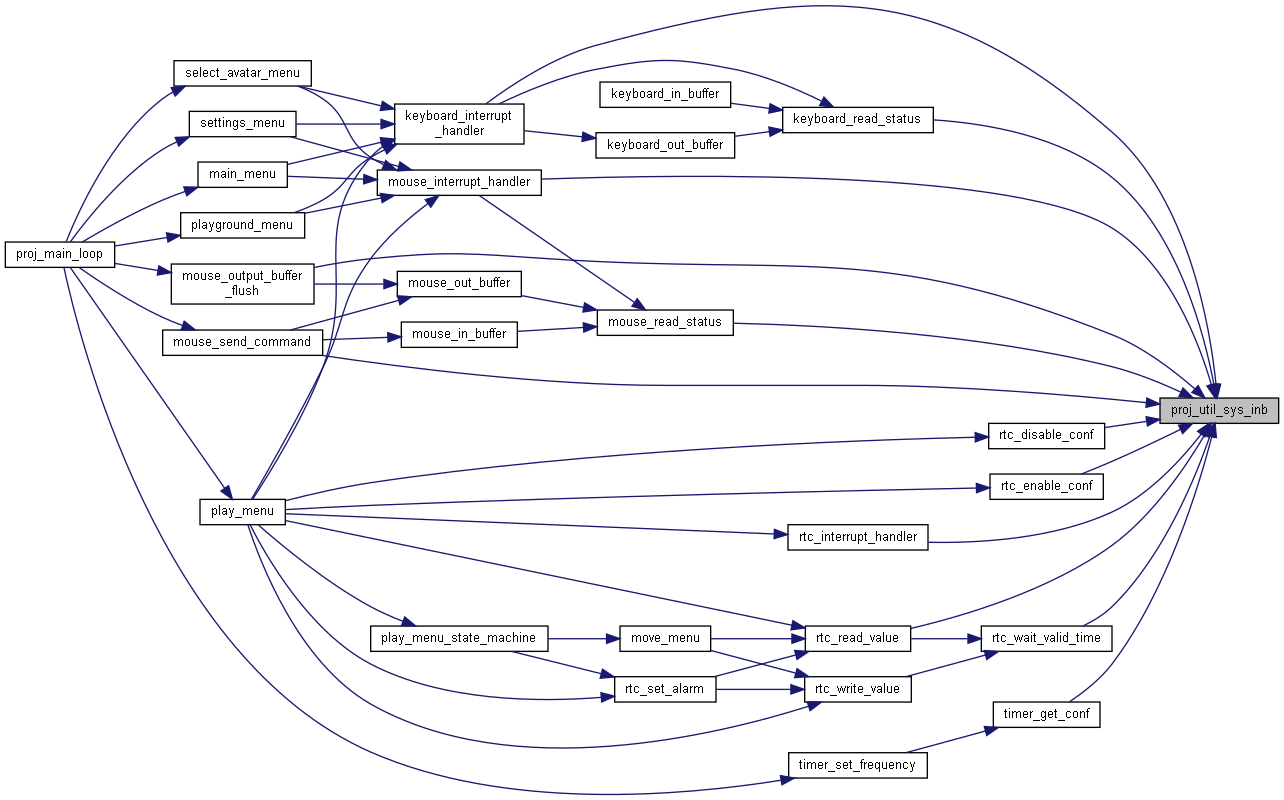 select_avatar_menu
keyboard_in_buffer
keyboard_interrupt
_handler
keyboard_read_status
settings_menu
keyboard_out_buffer
main_menu
mouse_interrupt_handler
playground_menu
proj_main_loop
mouse_output_buffer
_flush
mouse_out_buffer
mouse_read_status
mouse_send_command
mouse_in_buffer
proj_util_sys_inb
rtc_disable_conf
rtc_enable_conf
play_menu
rtc_interrupt_handler
play_menu_state_machine
move_menu
rtc_read_value
rtc_wait_valid_time
rtc_set_alarm
rtc_write_value
timer_get_conf
timer_set_frequency